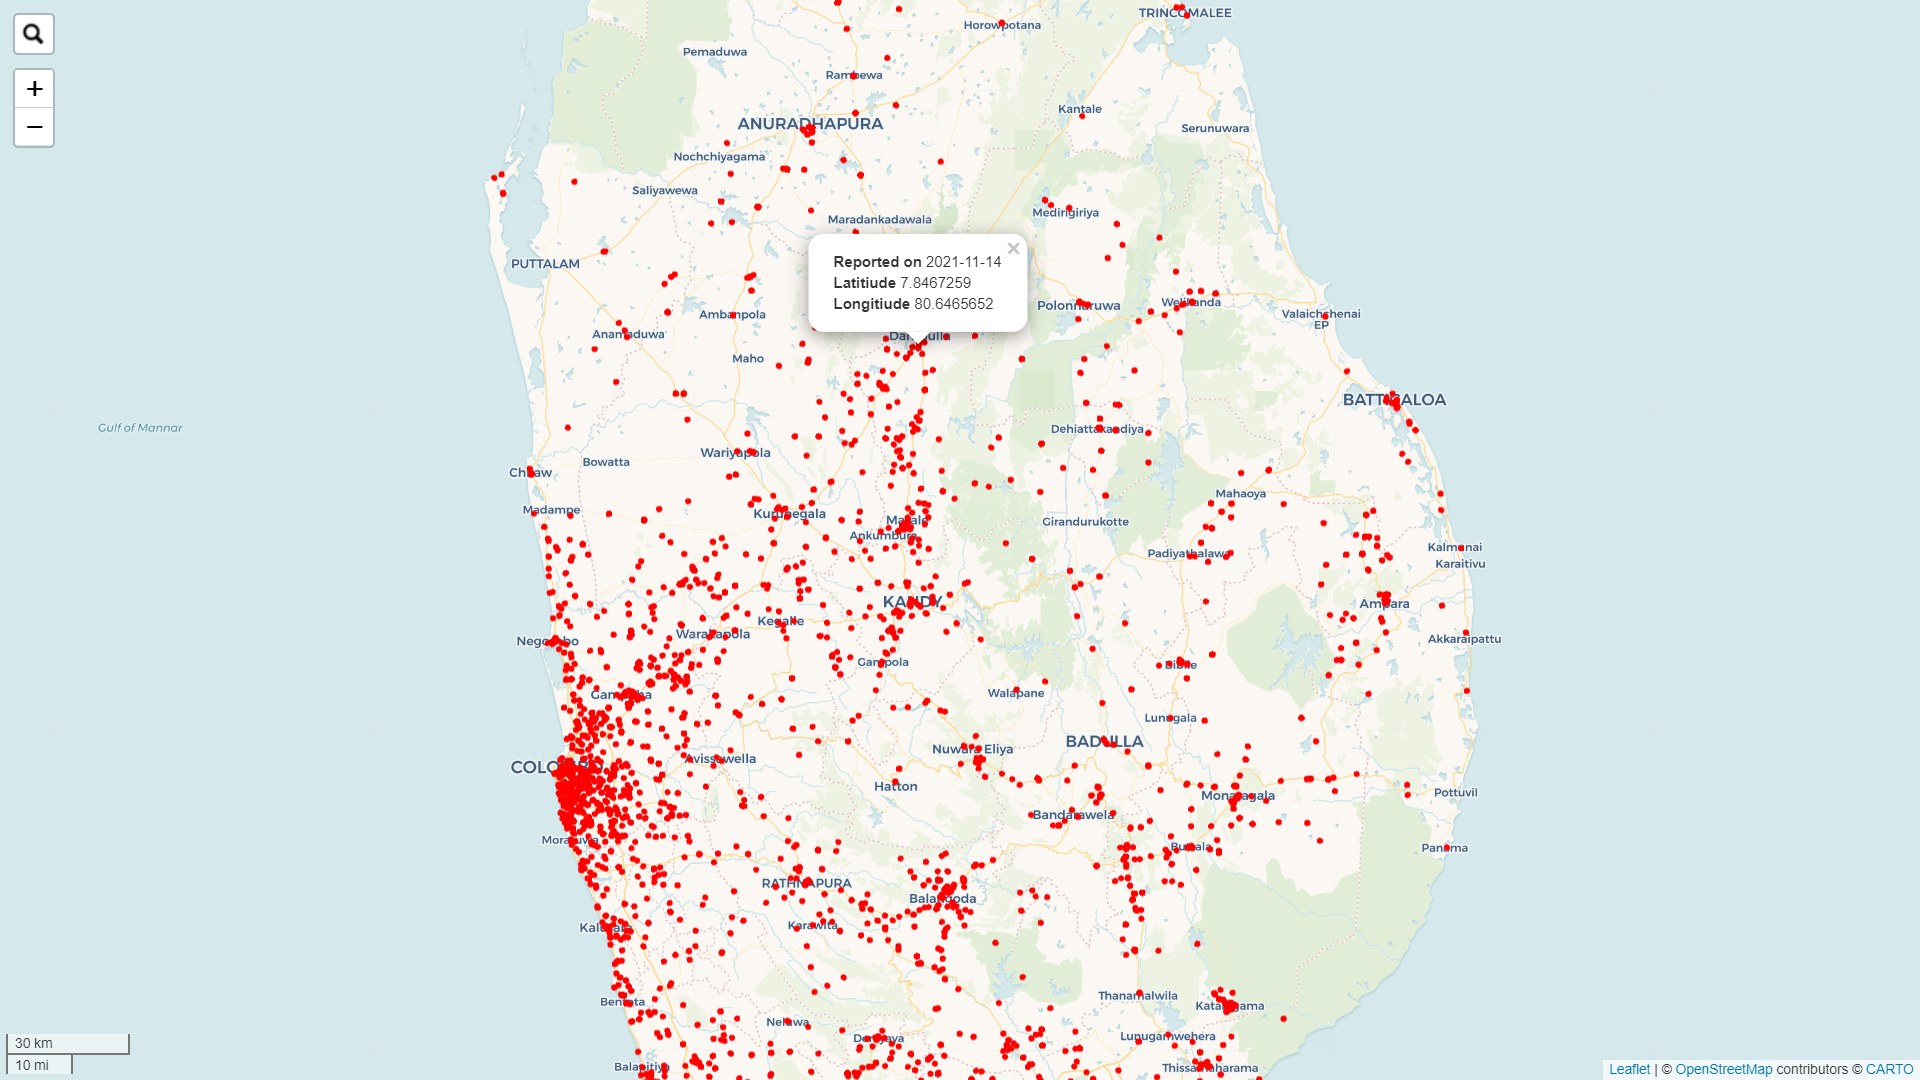 TRINCOMALEE
Horowpotana
Pemaduwa
Rambewa
Kantale
ANURADHAPURA
Serunuwara
Nochchiyagama
Saliyawewa
Medirigiriya
Maradankadawala
×
Reported on 2021-11-14
Latitiude 7.8467259
Longitiude 80.6465652
PUTTALAM
+
−
Ambanpola
Polonnaruwa
Welikanda
Valaichchenai
EP
Anamaduwa
Maho
BATTICALOA
Gulf of Mannar
Dehiattakandiya
Wariyapola
Bowatta
Chilaw
Mahaoya
Madampe
Kurunegala
Matale
Girandurukotte
Ankumbura
Kalmunai
Padiyathalawa
Karaitivu
KANDY
Ampara
Kegalle
Warakapola
Negombo
Akkaraipattu
Gampola
Bibile
Gampaha
Walapane
Lunugala
BADULLA
Nuwara Eliya
Avissawella
COLOMBO
Hatton
Pottuvil
Monaragala
Bandarawela
Moratuwa
Buttala
Panama
RATHNAPURA
Balangoda
Karawita
Kalutara
Thanamalwila
Bentota
Kataragama
Nelawa
Deniyaya
Lunugamwehera
Balapitiya
Thissamaharama
30 km
10 mi
Leaflet | © OpenStreetMap contributors © CARTO